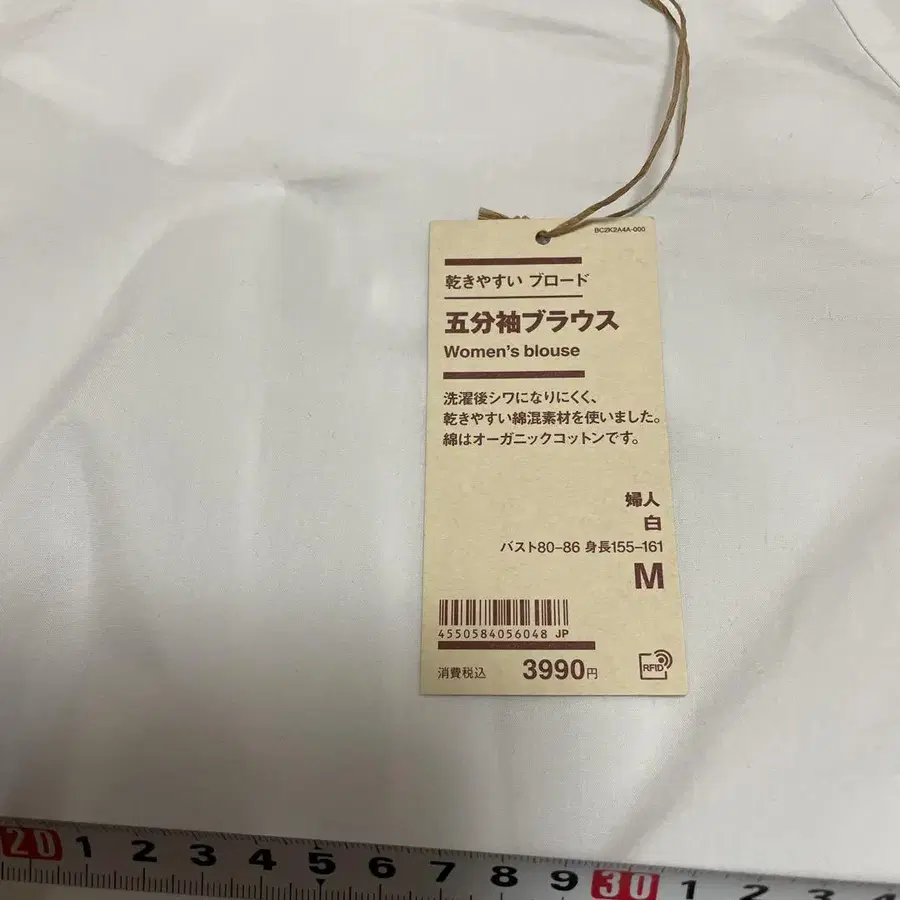 BC2K2A4A-000
乾きやすい ブロード
五分袖ブラウス
Women's blouse
洗濯後シワになりにくく、
乾きやすい綿混素材を使いました。
綿はオーガニックコットンです。
婦人
白
バスト80-86 身長155-161
M
4550584056048 JP
消費税込 3990円
RFID
20 1 2 3 4 5 6 7 8 9 30 1 2 3 4